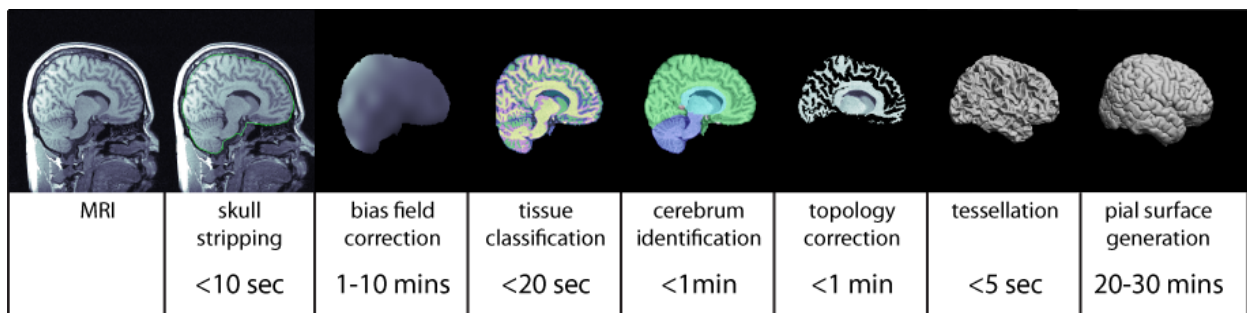 MRI
skull
stripping
<10 sec
bias field
correction
1-10 mins
tissue
classification
<20 sec
cerebrum
identification
<1min
topology
correction
<1 min
tessellation
<5 sec
pial surface
generation
20-30 mins